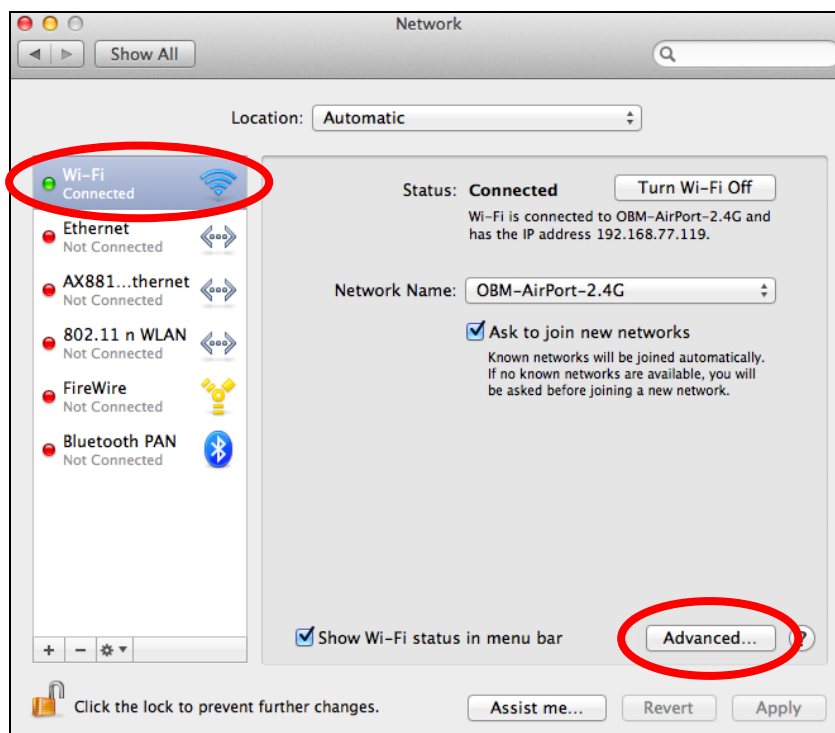 Network
Show All
Location: Automatic
Wi-Fi
Connected
Ethernet
Not Connected
AX881...thernet
Not Connected
802.11 n WLAN
Not Connected
FireWire
Not Connected
Bluetooth PAN
Not Connected
Status: Connected
Turn Wi-Fi Off
Wi-Fi is connected to OBM-AirPort-2.4G and
has the IP address 192.168.77.119.
Network Name: OBM-AirPort-2.4G
Ask to join new networks
Known networks will be joined automatically.
If no known networks are available, you will
be asked before joining a new network.
Show Wi-Fi status in menu bar
Advanced...
?
Click the lock to prevent further changes.
Assist me...
Revert
Apply